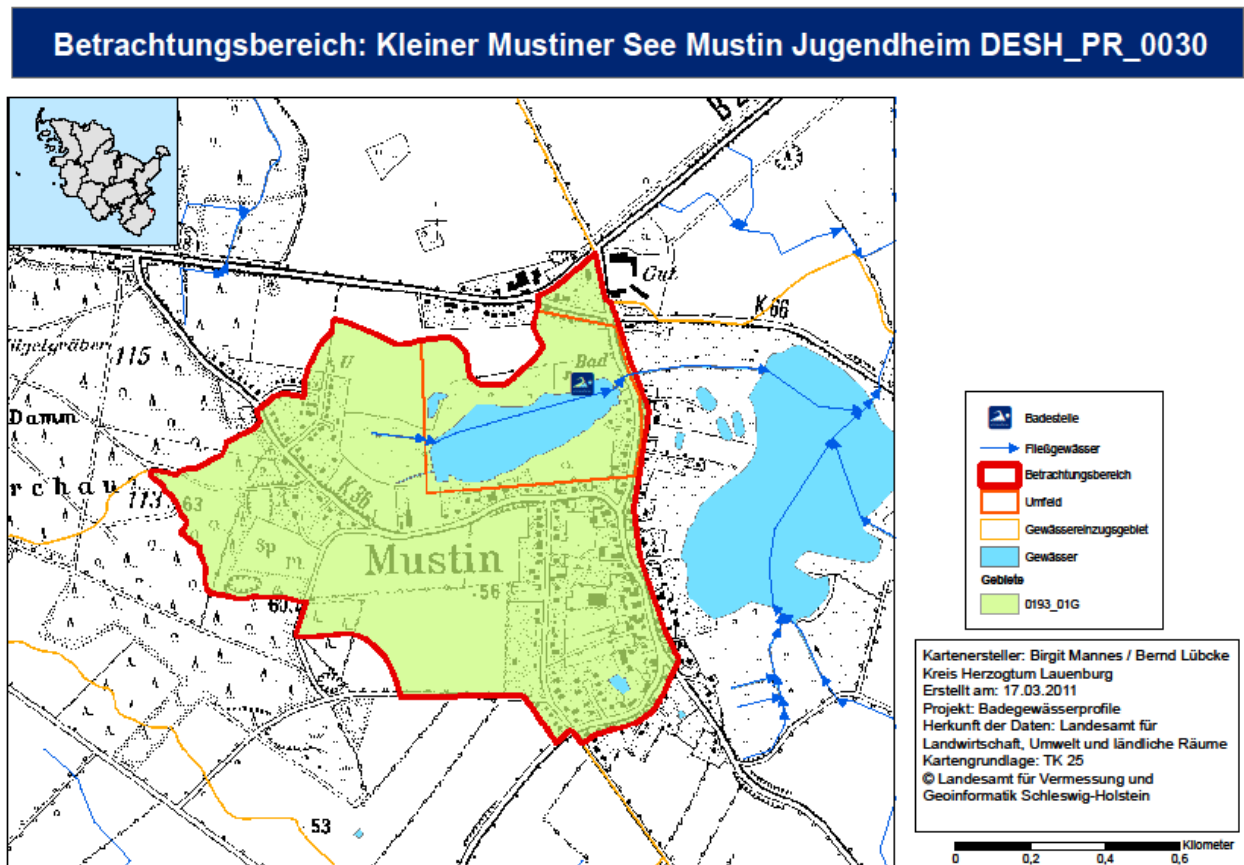 Betrachtungsbereich: Kleiner Mustiner See Mustin Jugendheim DESH_PR_0030
Gut
K 66
115
Bad
U
Damm
rchau
113
63
K 36
Sp
Mustin
.56
60
53
Badestelle
Fließgewässer
Betrachtungsbereich
Umfeld
Gewässereinzugsgebiet
Gewässer
Gebiete
0193_01G
Kartenersteller: Birgit Mannes / Bernd Lübcke
Kreis Herzogtum Lauenburg
Erstellt am: 17.03.2011
Projekt: Badegewässerprofile
Herkunft der Daten: Landesamt für
Landwirtschaft, Umwelt und ländliche Räume
Kartengrundlage: TK 25
© Landesamt für Vermessung und
Geoinformatik Schleswig-Holstein
Kilometer
0 0,2 0,4 0,6